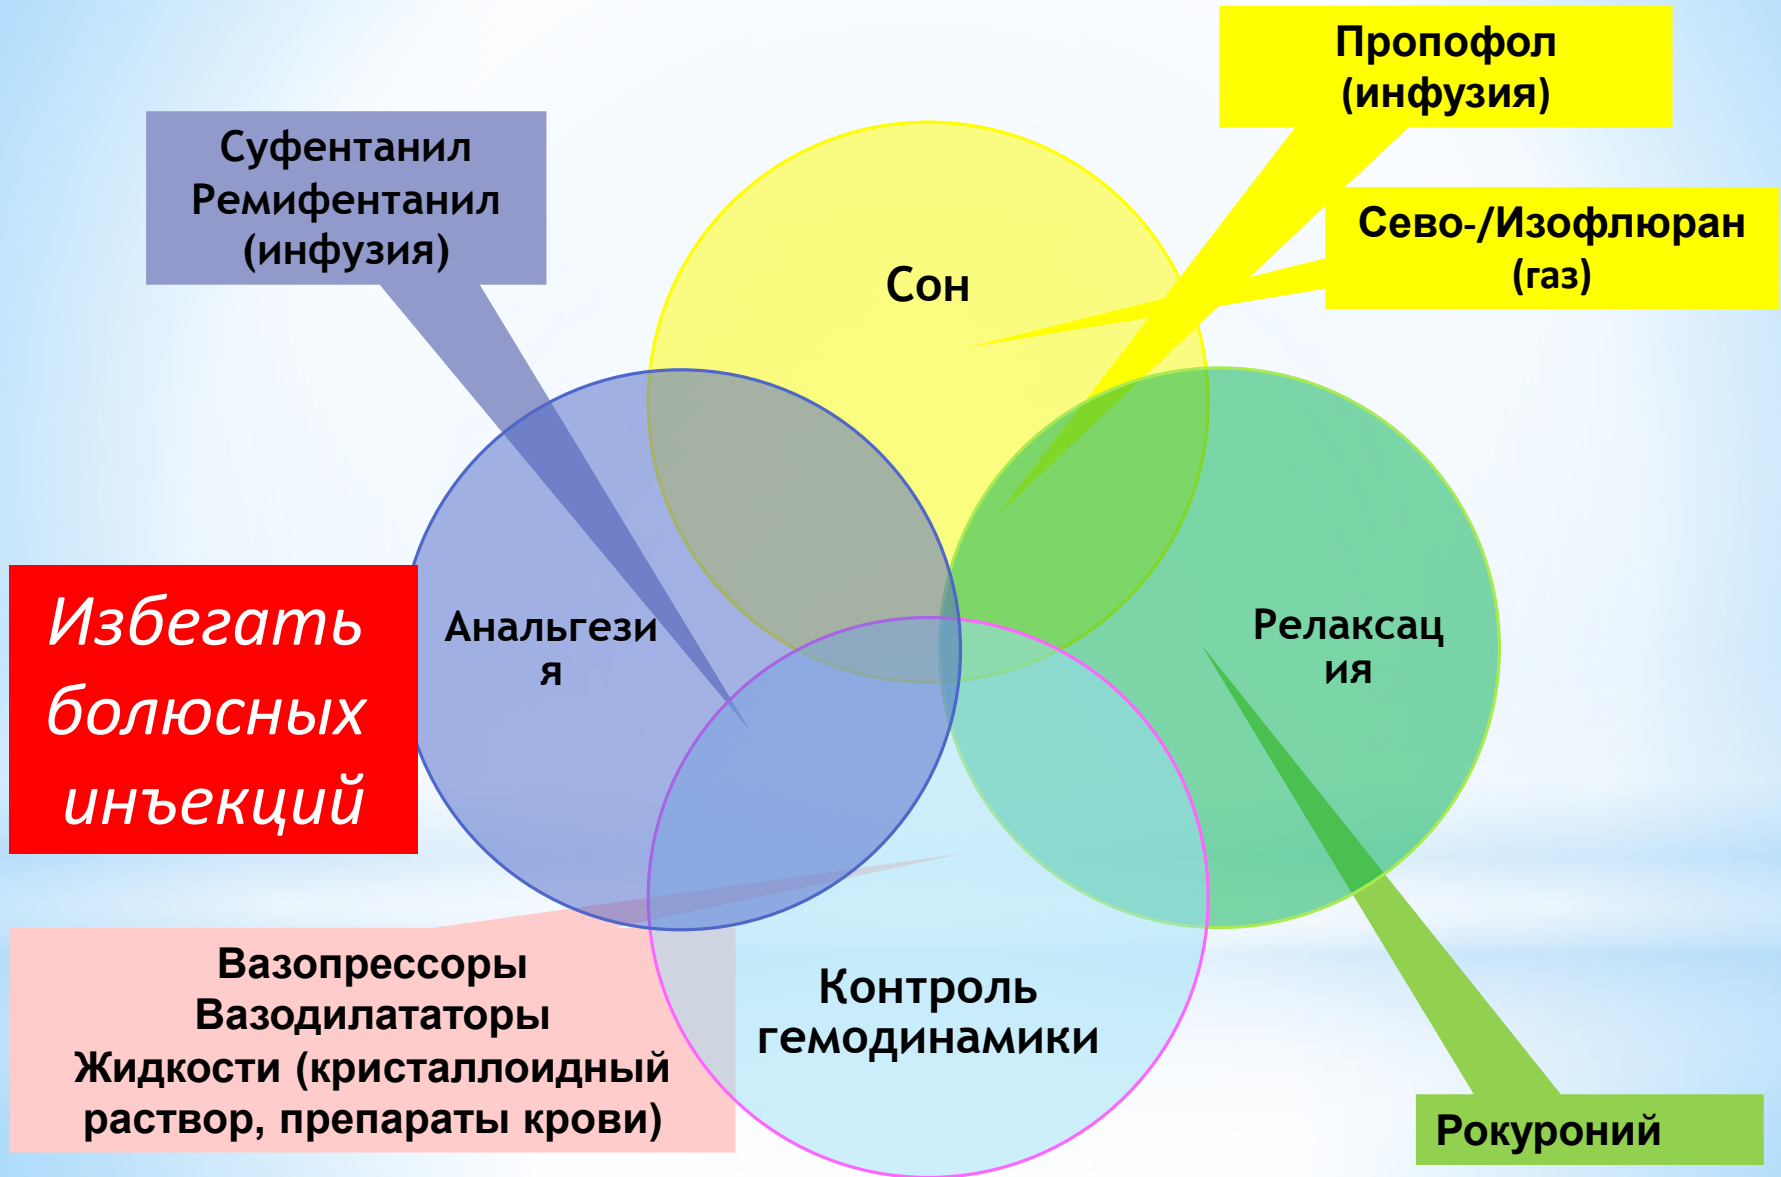 Пропофол
(инфузия)
Суфентанил
Ремифентанил
(инфузия)
Сево-/Изофлюран
(газ)
Сон
Избегать
болюсных
инъекций
Анальгези
я
Релаксац
ия
Вазопрессоры
Вазодилататоры
Жидкости (кристаллоидный
раствор, препараты крови)
Контроль
гемодинамики
Рокуроний